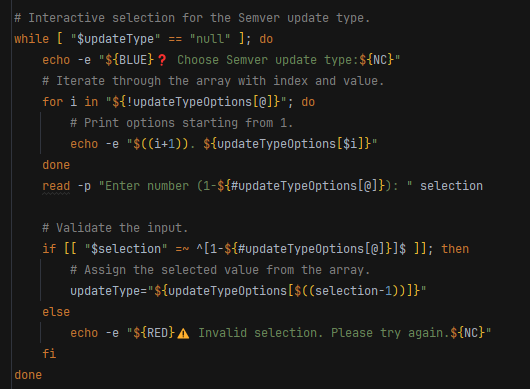 # Interactive selection for the Semver update type.
while [ "$updateType" == "null" ]; do
    echo -e "${BLUE}❓ Choose Semver update type:${NC}"
    # Iterate through the array with index and value.
    for i in "${!updateTypeOptions[@]}"; do
        # Print options starting from 1.
        echo -e "$((i+1)). ${updateTypeOptions[$i]}"
    done
    read -p "Enter number (1-${#updateTypeOptions[@]}): " selection

    # Validate the input.
    if [[ "$selection" =~ ^[1-${#updateTypeOptions[@]}]$ ]]; then
        # Assign the selected value from the array.
        updateType="${updateTypeOptions[$((selection-1))]}"
    else
        echo -e "${RED}⚠️ Invalid selection. Please try again.${NC}"
    fi
done